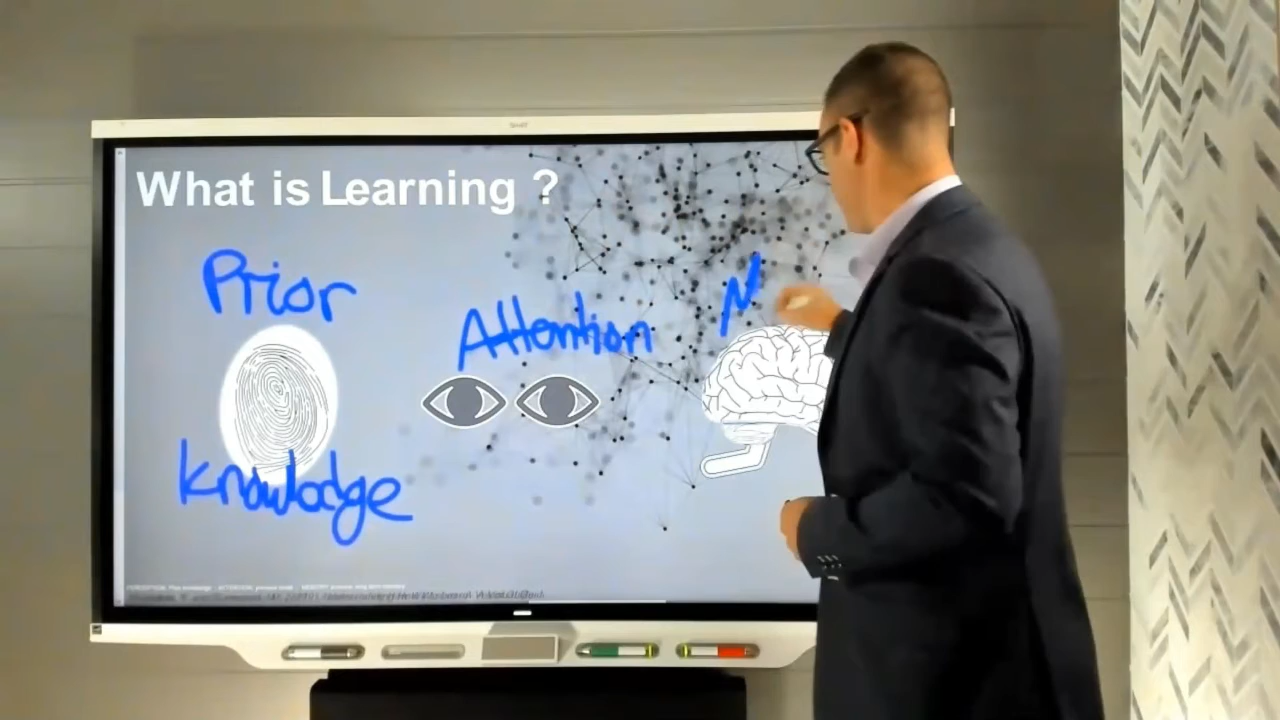 What is Learning ?
Prior
Attention
M
Knowledge